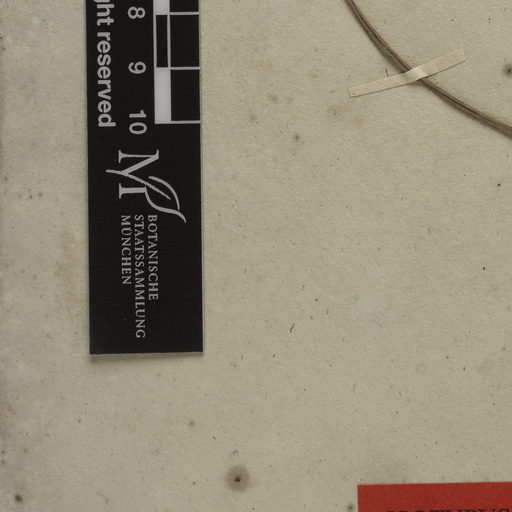 ght reserved
8 9 10
M
BOTANISCHE
STAATSSAMMLUNG
MÜNCHEN